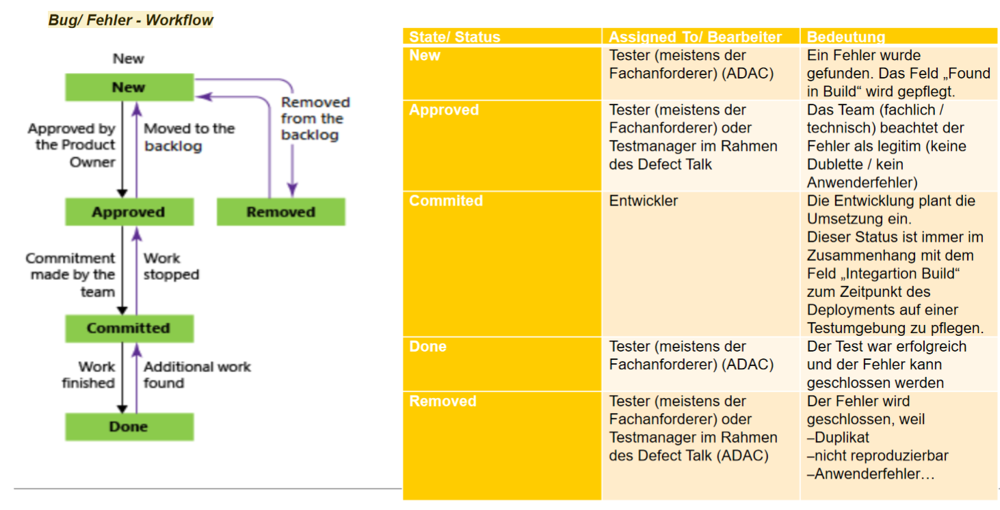 Bug/ Fehler - Workflow
New
New
Removed
from the
backlog
Approved by
the Product
Owner
Moved to the
backlog
Approved
Removed
Commitment
made by the
team
Work
stopped
Committed
Work
finished
Additional work
found
Done
State/ Status
Assigned To/ Bearbeiter
Bedeutung
New
Tester (meistens der
Fachanforderer) (ADAC)
Ein Fehler wurde
gefunden. Das Feld „Found
in Build“ wird gepflegt.
Approved
Tester (meistens der
Fachanforderer) oder
Testmanager im Rahmen
des Defect Talk
Das Team (fachlich /
technisch) beachtet der
Fehler als legitim (keine
Dublette / kein
Anwenderfehler)
Commited
Entwickler
Die Entwicklung plant die
Umsetzung ein.
Dieser Status ist immer im
Zusammenhang mit dem
Feld „Integartion Build“
zum Zeitpunkt des
Deployments auf einer
Testumgebung zu pflegen.
Done
Tester (meistens der
Fachanforderer) (ADAC)
Der Test war erfolgreich
und der Fehler kann
geschlossen werden
Removed
Tester (meistens der
Fachanforderer) oder
Testmanager im Rahmen
des Defect Talk (ADAC)
Der Fehler wird
geschlossen, weil
–Duplikat
–nicht reproduzierbar
–Anwenderfehler…